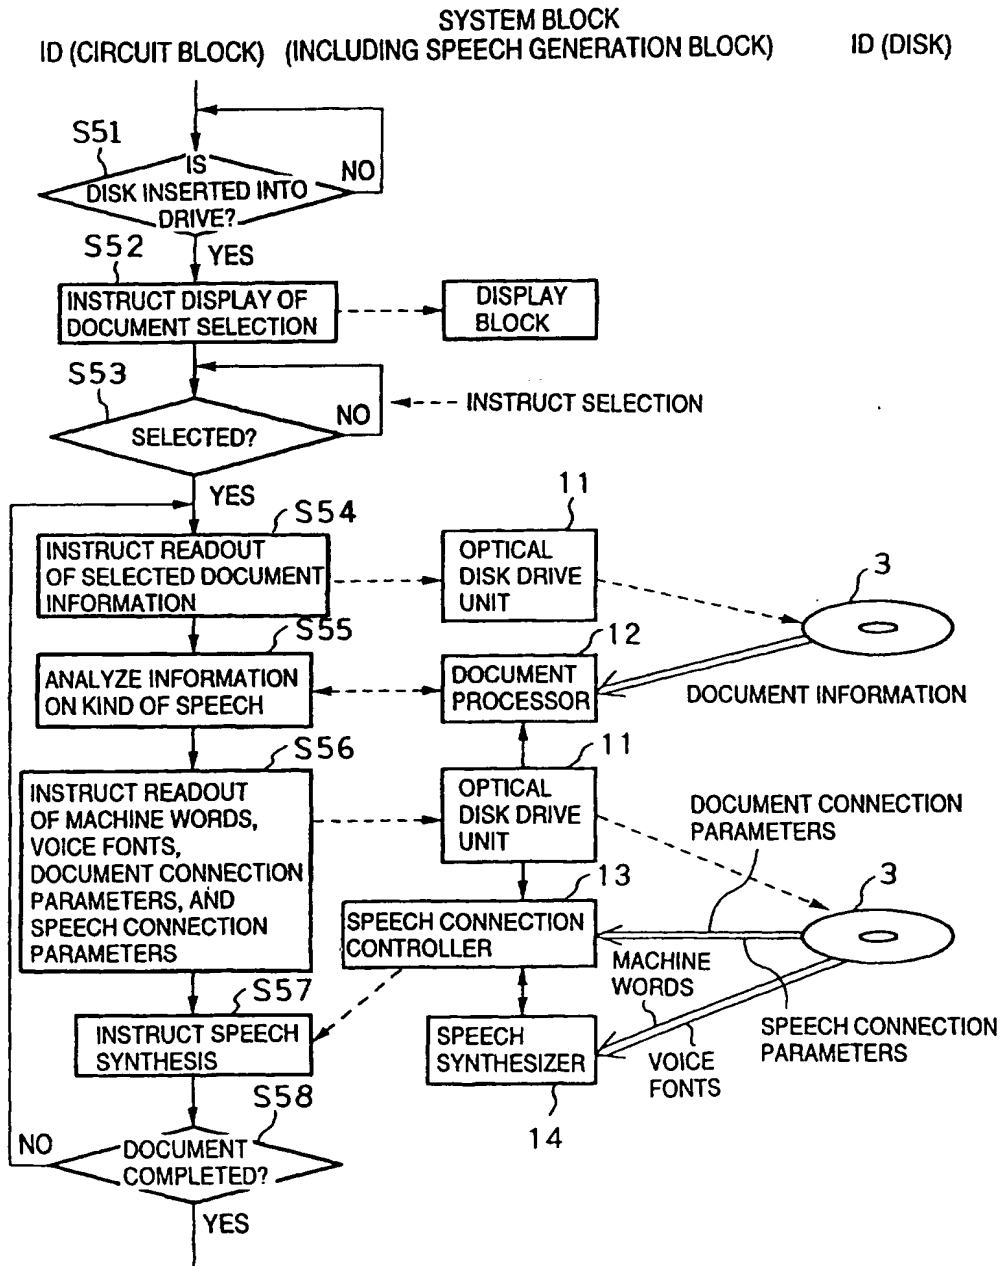 SYSTEM BLOCK
ID (CIRCUIT BLOCK) (INCLUDING SPEECH GENERATION BLOCK) ID (DISK)
S51
IS
DISK INSERTED INTO
DRIVE?
NO
YES
S52
INSTRUCT DISPLAY OF
DOCUMENT SELECTION
DISPLAY
BLOCK
S53
SELECTED?
NO
INSTRUCT SELECTION
YES
S54
INSTRUCT READOUT
OF SELECTED DOCUMENT
INFORMATION
11
OPTICAL
DISK DRIVE
UNIT
3
S55
ANALYZE INFORMATION
ON KIND OF SPEECH
12
DOCUMENT
PROCESSOR
DOCUMENT INFORMATION
S56
INSTRUCT READOUT
OF MACHINE WORDS,
VOICE FONTS,
DOCUMENT CONNECTION
PARAMETERS, AND
SPEECH CONNECTION
PARAMETERS
11
OPTICAL
DISK DRIVE
UNIT
DOCUMENT CONNECTION
PARAMETERS
13
SPEECH CONNECTION
CONTROLLER
3
MACHINE
WORDS
SPEECH CONNECTION
PARAMETERS
VOICE
FONTS
S57
INSTRUCT SPEECH
SYNTHESIS
SPEECH
SYNTHESIZER
14
S58
DOCUMENT
COMPLETED?
NO
YES